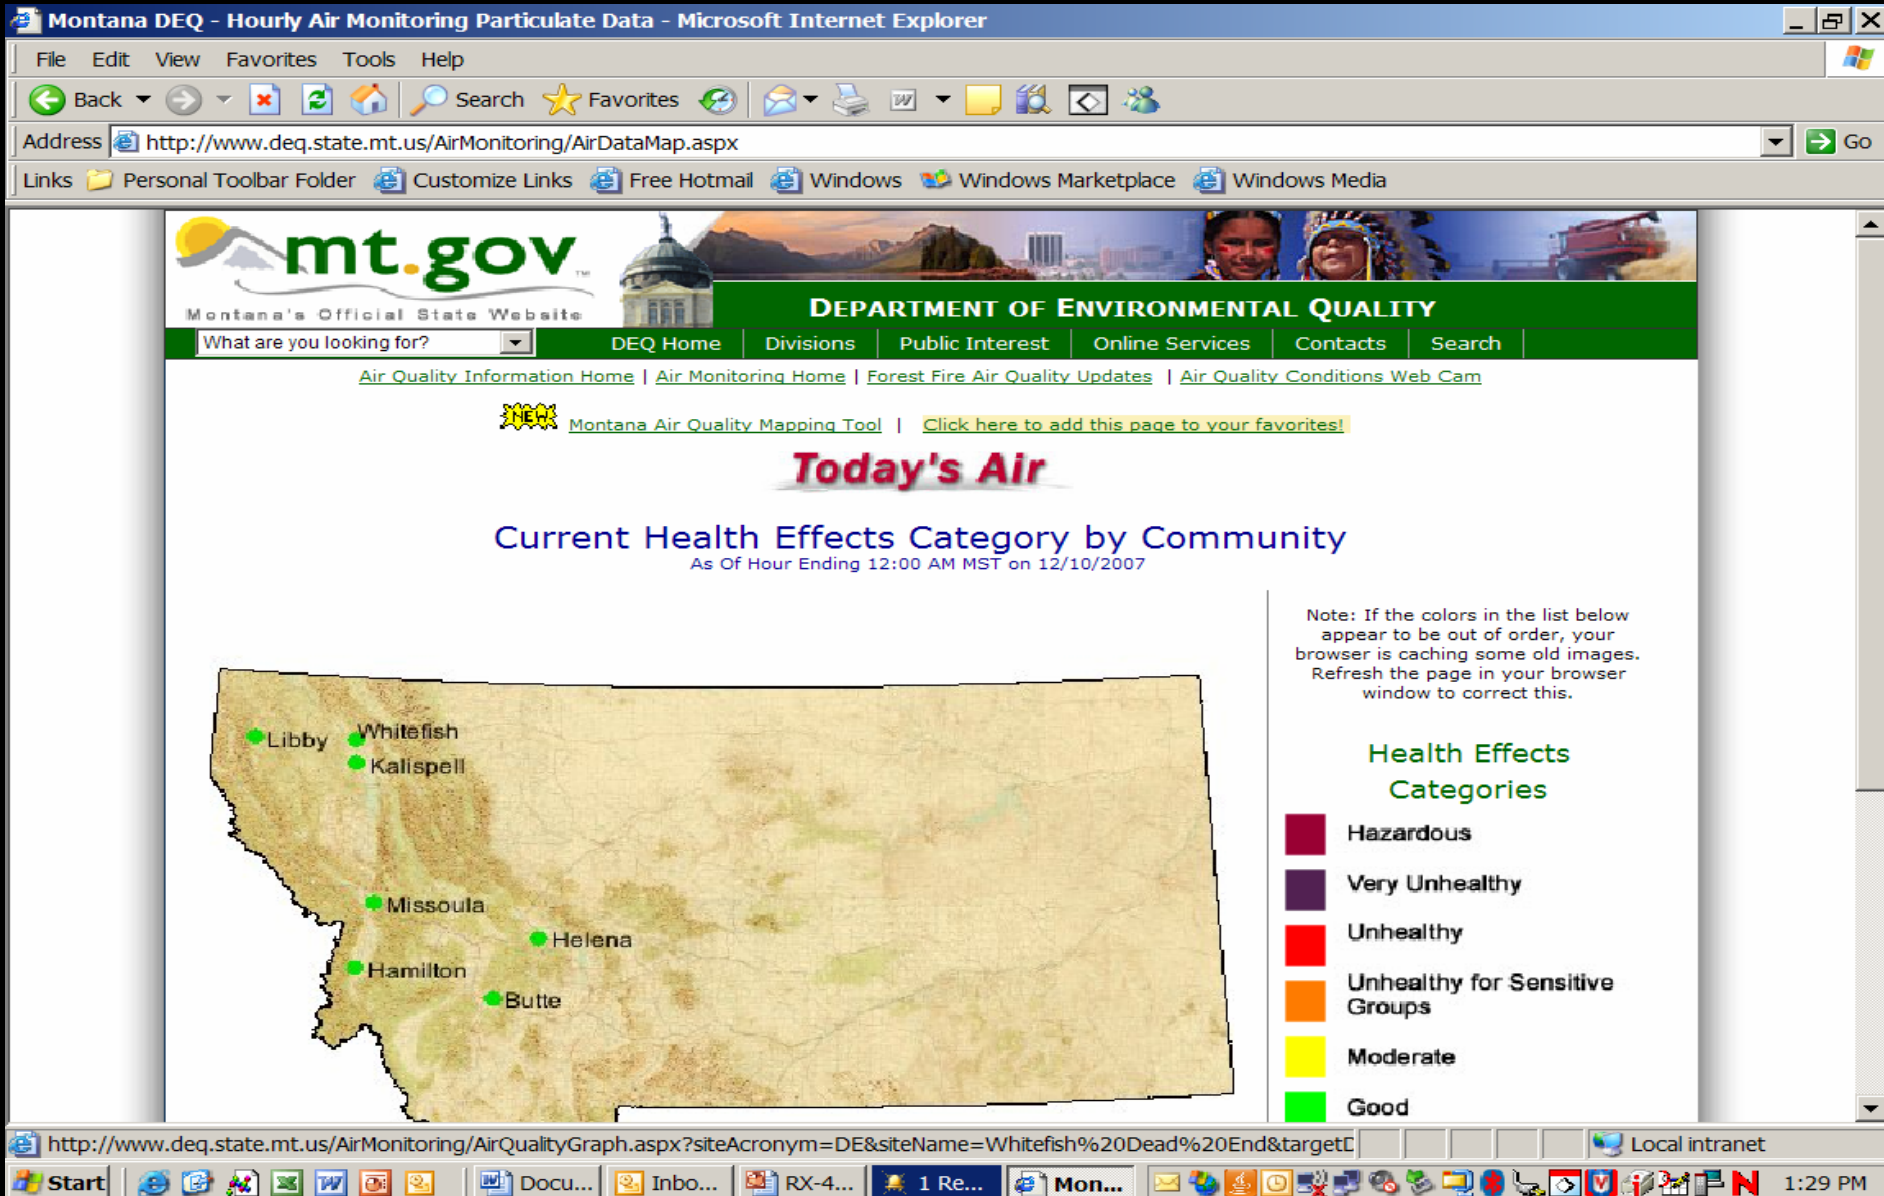 Montana DEQ - Hourly Air Monitoring Particulate Data - Microsoft Internet Explorer
File Edit View Favorites Tools Help
Back Search Favorites
Address http://www.deq.state.mt.us/AirMonitoring/AirDataMap.aspx Go
Links Personal Toolbar Folder Customize Links Free Hotmail Windows Windows Marketplace Windows Media
mt.gov™
Montana's Official State Website
DEPARTMENT OF ENVIRONMENTAL QUALITY
What are you looking for? DEQ Home Divisions Public Interest Online Services Contacts Search
Air Quality Information Home | Air Monitoring Home | Forest Fire Air Quality Updates | Air Quality Conditions Web Cam
NEW Montana Air Quality Mapping Tool | Click here to add this page to your favorites!
Today's Air
Current Health Effects Category by Community
As Of Hour Ending 12:00 AM MST on 12/10/2007
Libby
Whitefish
Kalispell
Missoula
Helena
Hamilton
Butte
Note: If the colors in the list below
appear to be out of order, your
browser is caching some old images.
Refresh the page in your browser
window to correct this.
Health Effects
Categories
Hazardous
Very Unhealthy
Unhealthy
Unhealthy for Sensitive
Groups
Moderate
Good
http://www.deq.state.mt.us/AirMonitoring/AirQualityGraph.aspx?siteAcronym=DE&siteName=Whitefish%20Dead%20End&target Local intranet
Start Docu... Inbo... RX-4... 1 Re... Mon... 1:29 PM